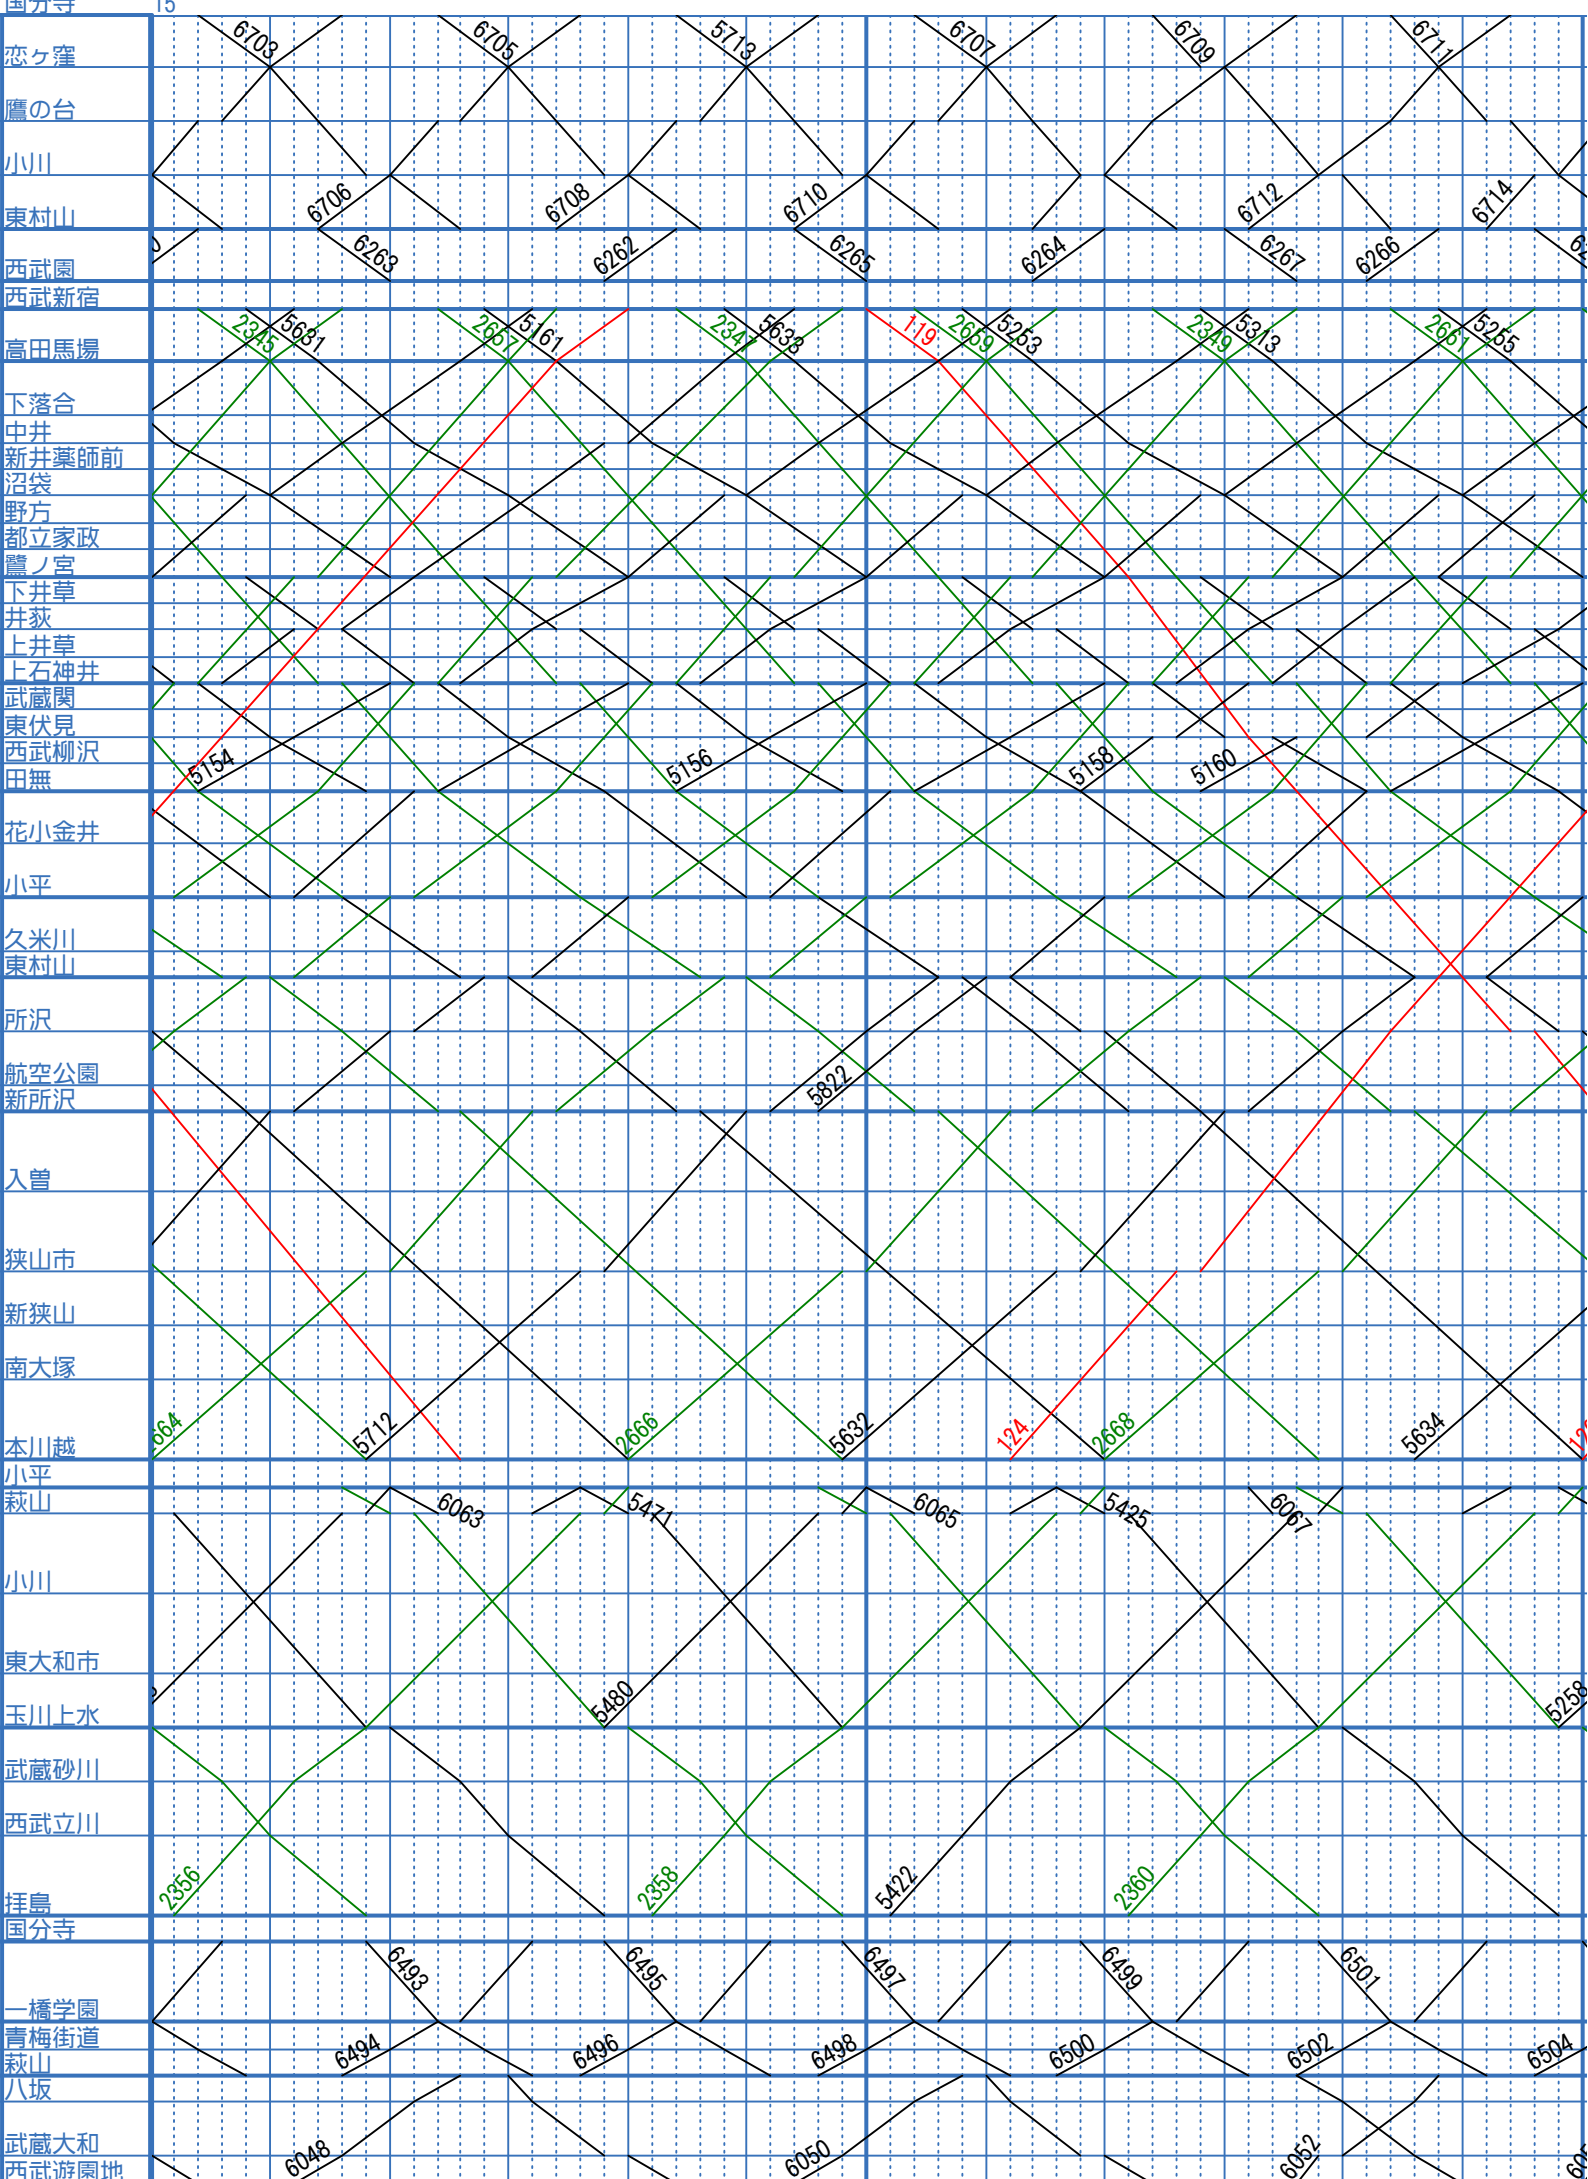 国分寺 15
恋ヶ窪 6703 6705 5713 6707 6709 6711
鷹の台
小川
東村山 6706 6708 6710 6712 6714
西武園 6263 6262 6265 6264 6267 6266
西武新宿
高田馬場 2345 5631 2657 5161 2347 5633 119 2659 5253 2349 5313 2661 5255
下落合
中井
新井薬師前
沼袋
野方
都立家政
鷺ノ宮
下井草
井荻
上井草
上石神井
武蔵関
東伏見
西武柳沢
田無 5154 5156 5158 5160
花小金井
小平
久米川
東村山
所沢
航空公園
新所沢 5822
入曽
狭山市
新狭山
南大塚
本川越 5712 2666 5632 124 2668 5634
小平
萩山 6063 5471 6065 5425 6067
小川
東大和市
玉川上水 5480 5258
武蔵砂川
西武立川
拝島 2356 2358 5422 2360
国分寺
6493 6495 6497 6499 6501
一橋学園
青梅街道
萩山 6494 6496 6498 6500 6502 6504
八坂
武蔵大和 6048 6050 6052
西武遊園地